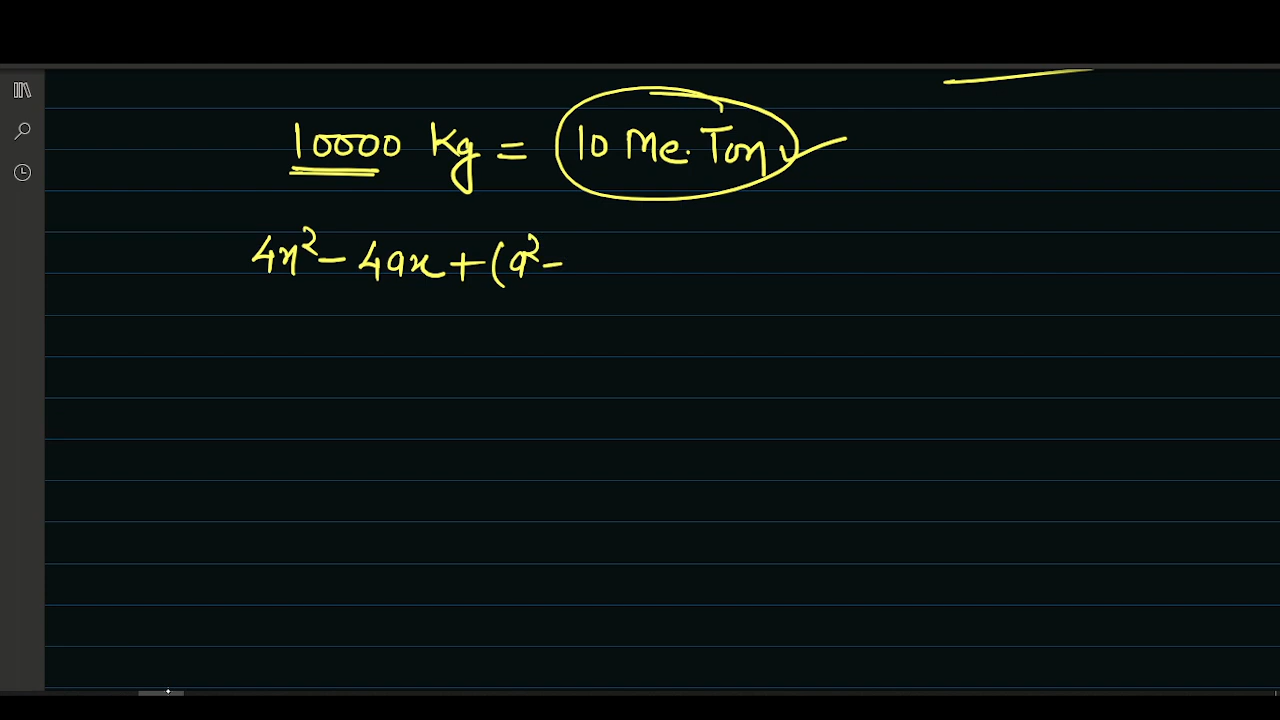 10000 Kg = 10 Me. Ton
4x² - 4ax + (a² -